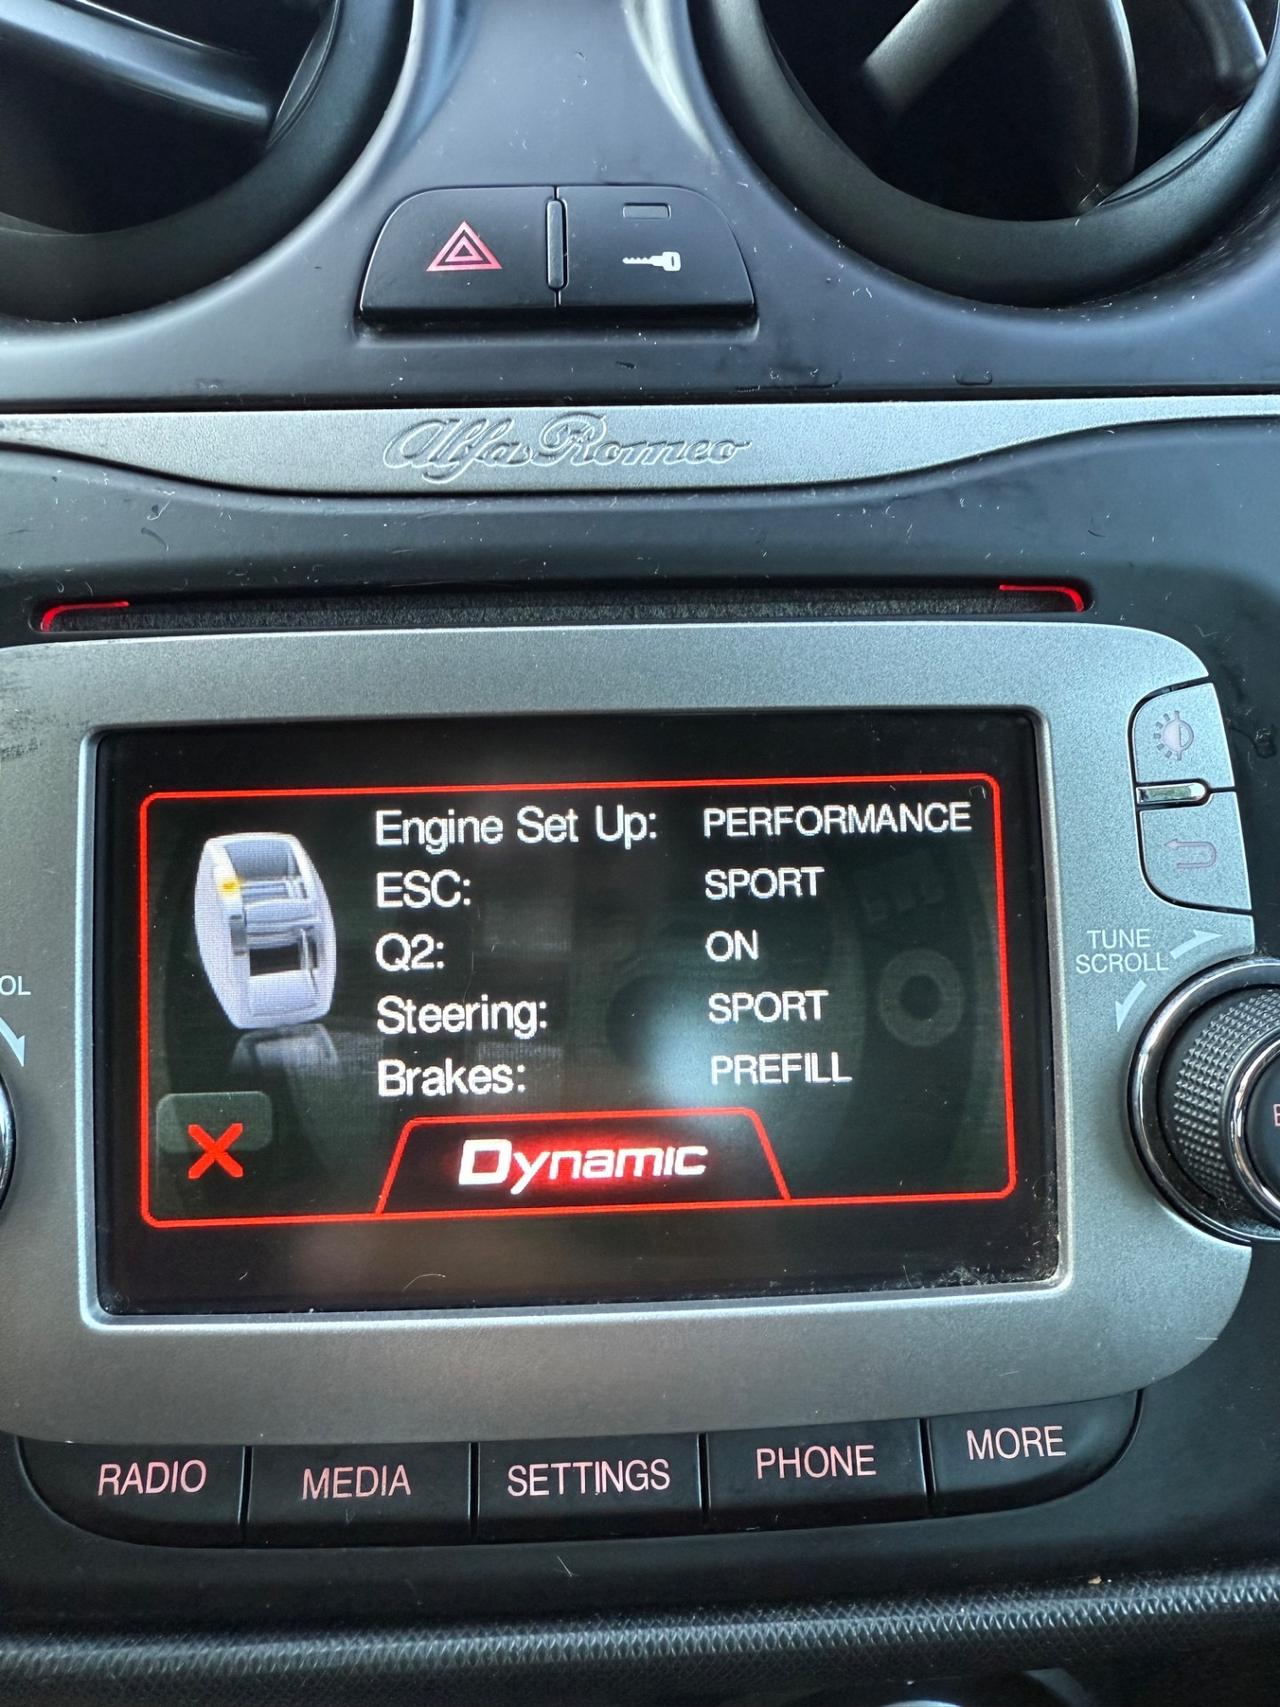 Alfa Romeo
Engine Set Up: PERFORMANCE
ESC: SPORT
Q2: ON
Steering: SPORT
Brakes: PREFILL
Dynamic
TUNE
SCROLL
OL
RADIO
MEDIA
SETTINGS
PHONE
MORE